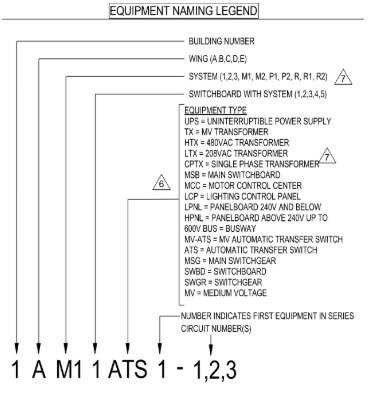 EQUIPMENT NAMING LEGEND
BUILDING NUMBER
WING (A,B,C,D,E)
SYSTEM (1,2,3, M1, M2, P1, P2, R, R1, R2) 7
SWITCHBOARD WITH SYSTEM (1,2,3,4,5)
EQUIPMENT TYPE
UPS = UNINTERRUPTIBLE POWER SUPPLY
TX = MV TRANSFORMER
HTX = 480VAC TRANSFORMER
LTX = 208VAC TRANSFORMER
CPTX = SINGLE PHASE TRANSFORMER 7
MSB = MAIN SWITCHBOARD
6 MCC = MOTOR CONTROL CENTER
LCP = LIGHTING CONTROL PANEL
LPNL = PANELBOARD 240V AND BELOW
HPNL = PANELBOARD ABOVE 240V UP TO
600V BUS = BUSWAY
MV-ATS = MV AUTOMATIC TRANSFER SWITCH
ATS = AUTOMATIC TRANSFER SWITCH
MSG = MAIN SWITCHGEAR
SWBD = SWITCHBOARD
SWGR = SWITCHGEAR
MV = MEDIUM VOLTAGE
NUMBER INDICATES FIRST EQUIPMENT IN SERIES
CIRCUIT NUMBER(S)
1 A M1 1 ATS 1 - 1,2,3